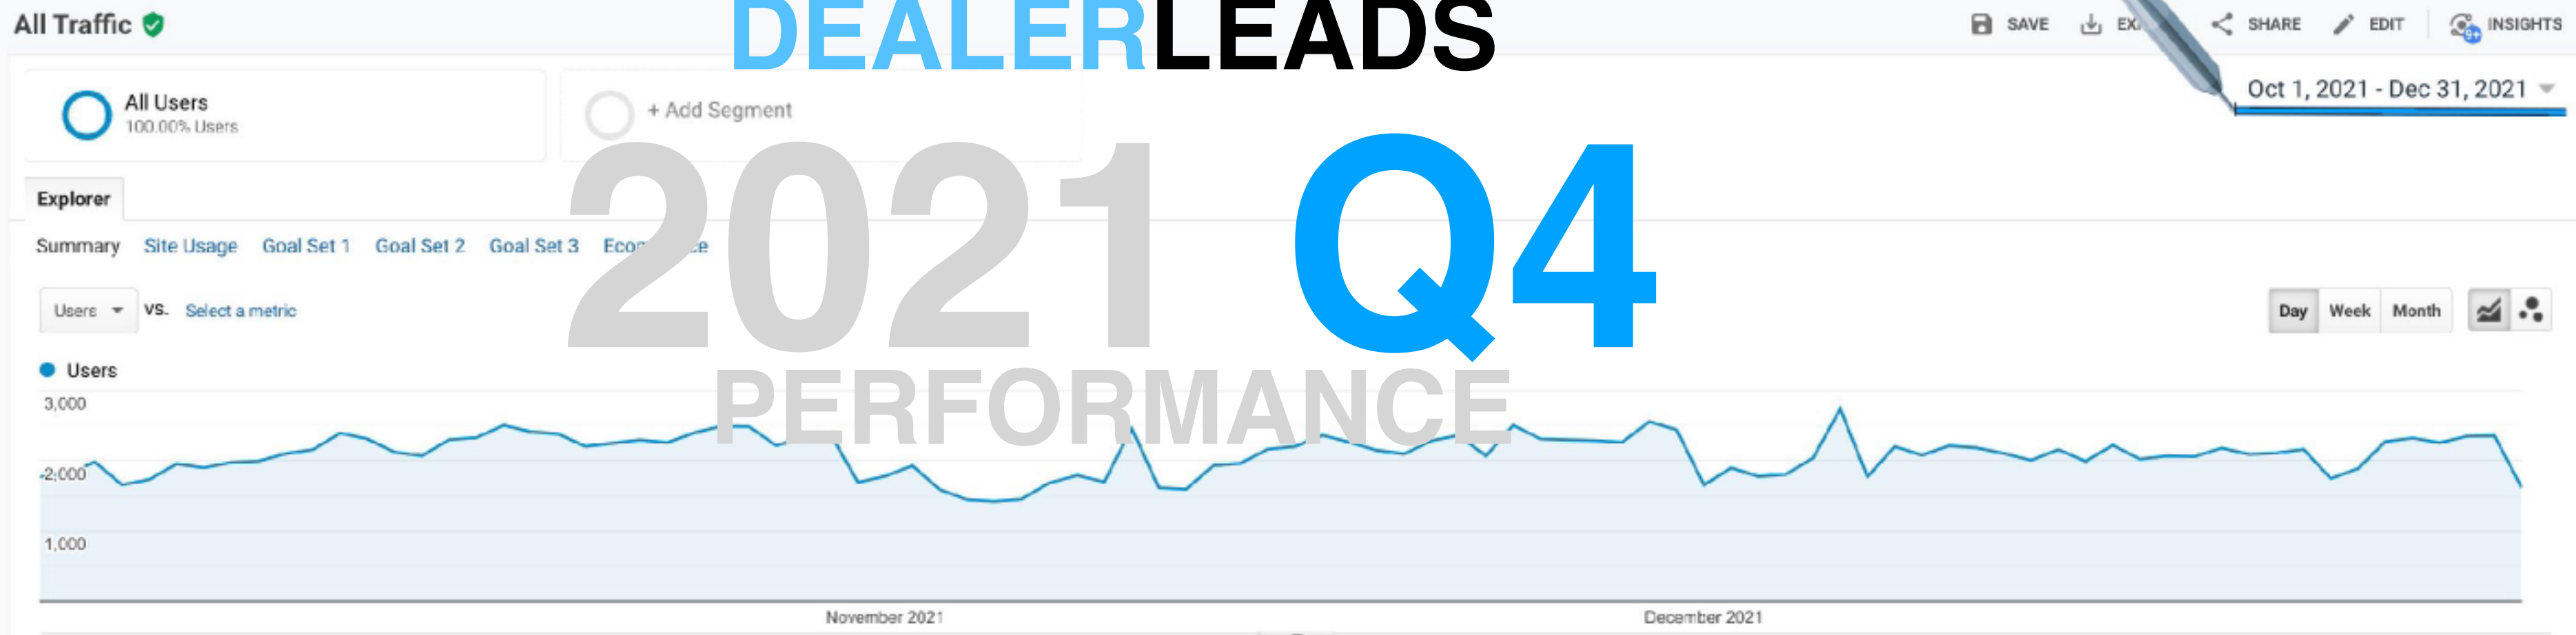 All Traffic
DEALERLEADS
SAVE
SHARE
EDIT
9+
INSIGHTS
Oct 1, 2021 - Dec 31, 2021
All Users
100.00% Users
+ Add Segment
2021 Q4
Explorer
Summary Site Usage Goal Set 1 Goal Set 2 Goal Set 3
Users VS. Select a metric
Day Week Month
Users
PERFORMANCE
3,000
2,000
1,000
November 2021 December 2021